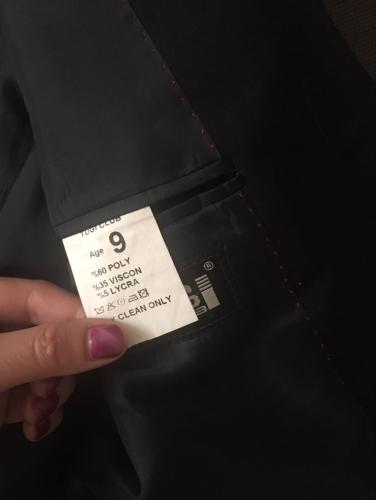 Age 9
%60 POLY
%35 VISCON
%5 LYCRA
CLEAN ONLY
®